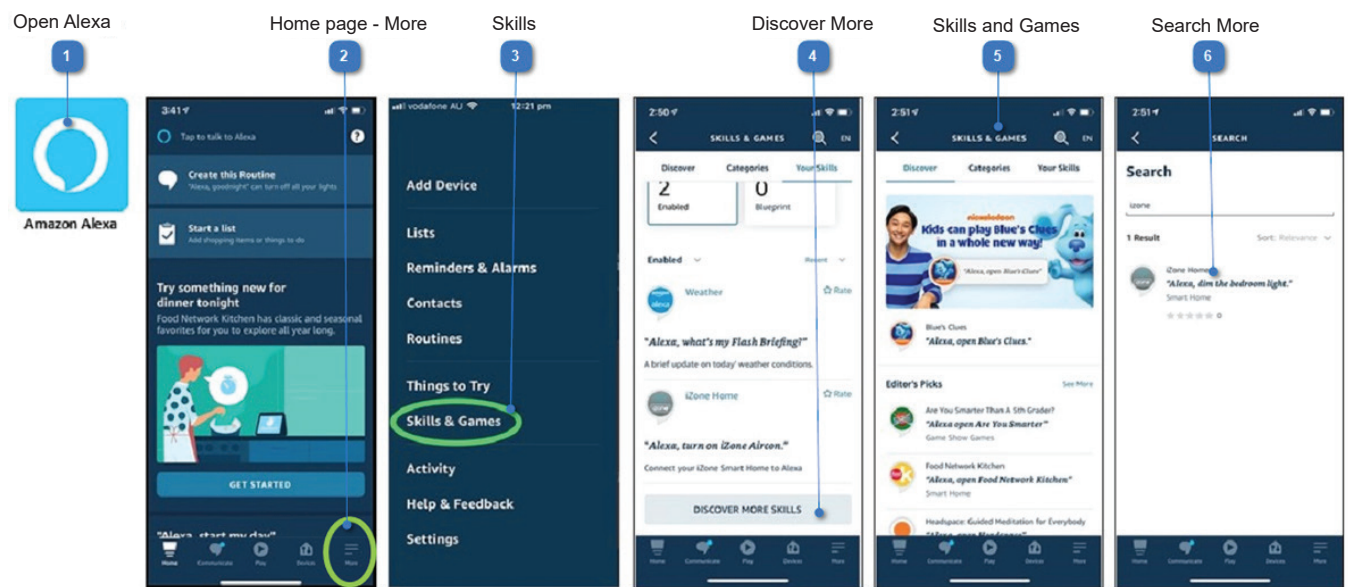 Open Alexa
1
Amazon Alexa
Home page - More
2
3:41
Tap to talk to Alexa
?
Create this Routine
"Alexa, goodnight" can turn off all your lights
Start a list
Add shopping items or things to do
Try something new for
dinner tonight
Food Network Kitchen has classic and seasonal
favorites for you to explore all year long.
GET STARTED
"Alexa, start my day"
Home Communicate Play Devices More
Skills
3
vodafone AU 12:21 pm
Add Device
Lists
Reminders & Alarms
Contacts
Routines
Things to Try
Skills & Games
Activity
Help & Feedback
Settings
Discover More
4
2:50
SKILLS & GAMES EN
Discover Categories Your Skills
2 0
Enabled Blueprint
Enabled Recent
alexa
Weather Rate
"Alexa, what's my Flash Briefing?"
A brief update on today' weather conditions.
iZone Home Rate
"Alexa, turn on iZone Aircon."
Connect your iZone Smart Home to Alexa
DISCOVER MORE SKILLS
Home Communicate Play Devices More
Skills and Games
5
2:51
SKILLS & GAMES EN
Discover Categories Your Skills
nickelodeon
Kids can play Blue's Clues
in a whole new way!
"Alexa, open Blue's Clues"
Blue's Clues
"Alexa, open Blue's Clues."
Editor's Picks See More
Are You Smarter Than A 5th Grader?
"Alexa open Are You Smarter"
Game Show Games
Food Network Kitchen
"Alexa, open Food Network Kitchen"
Smart Home
Headspace: Guided Meditation for Everybody
"Alexa, open Headspace"
Home Communicate Play Devices More
Search More
6
2:51
SEARCH
Search
izone
1 Result Sort: Relevance
iZone Home
"Alexa, dim the bedroom light."
Smart Home
0
Home Communicate Play Devices More